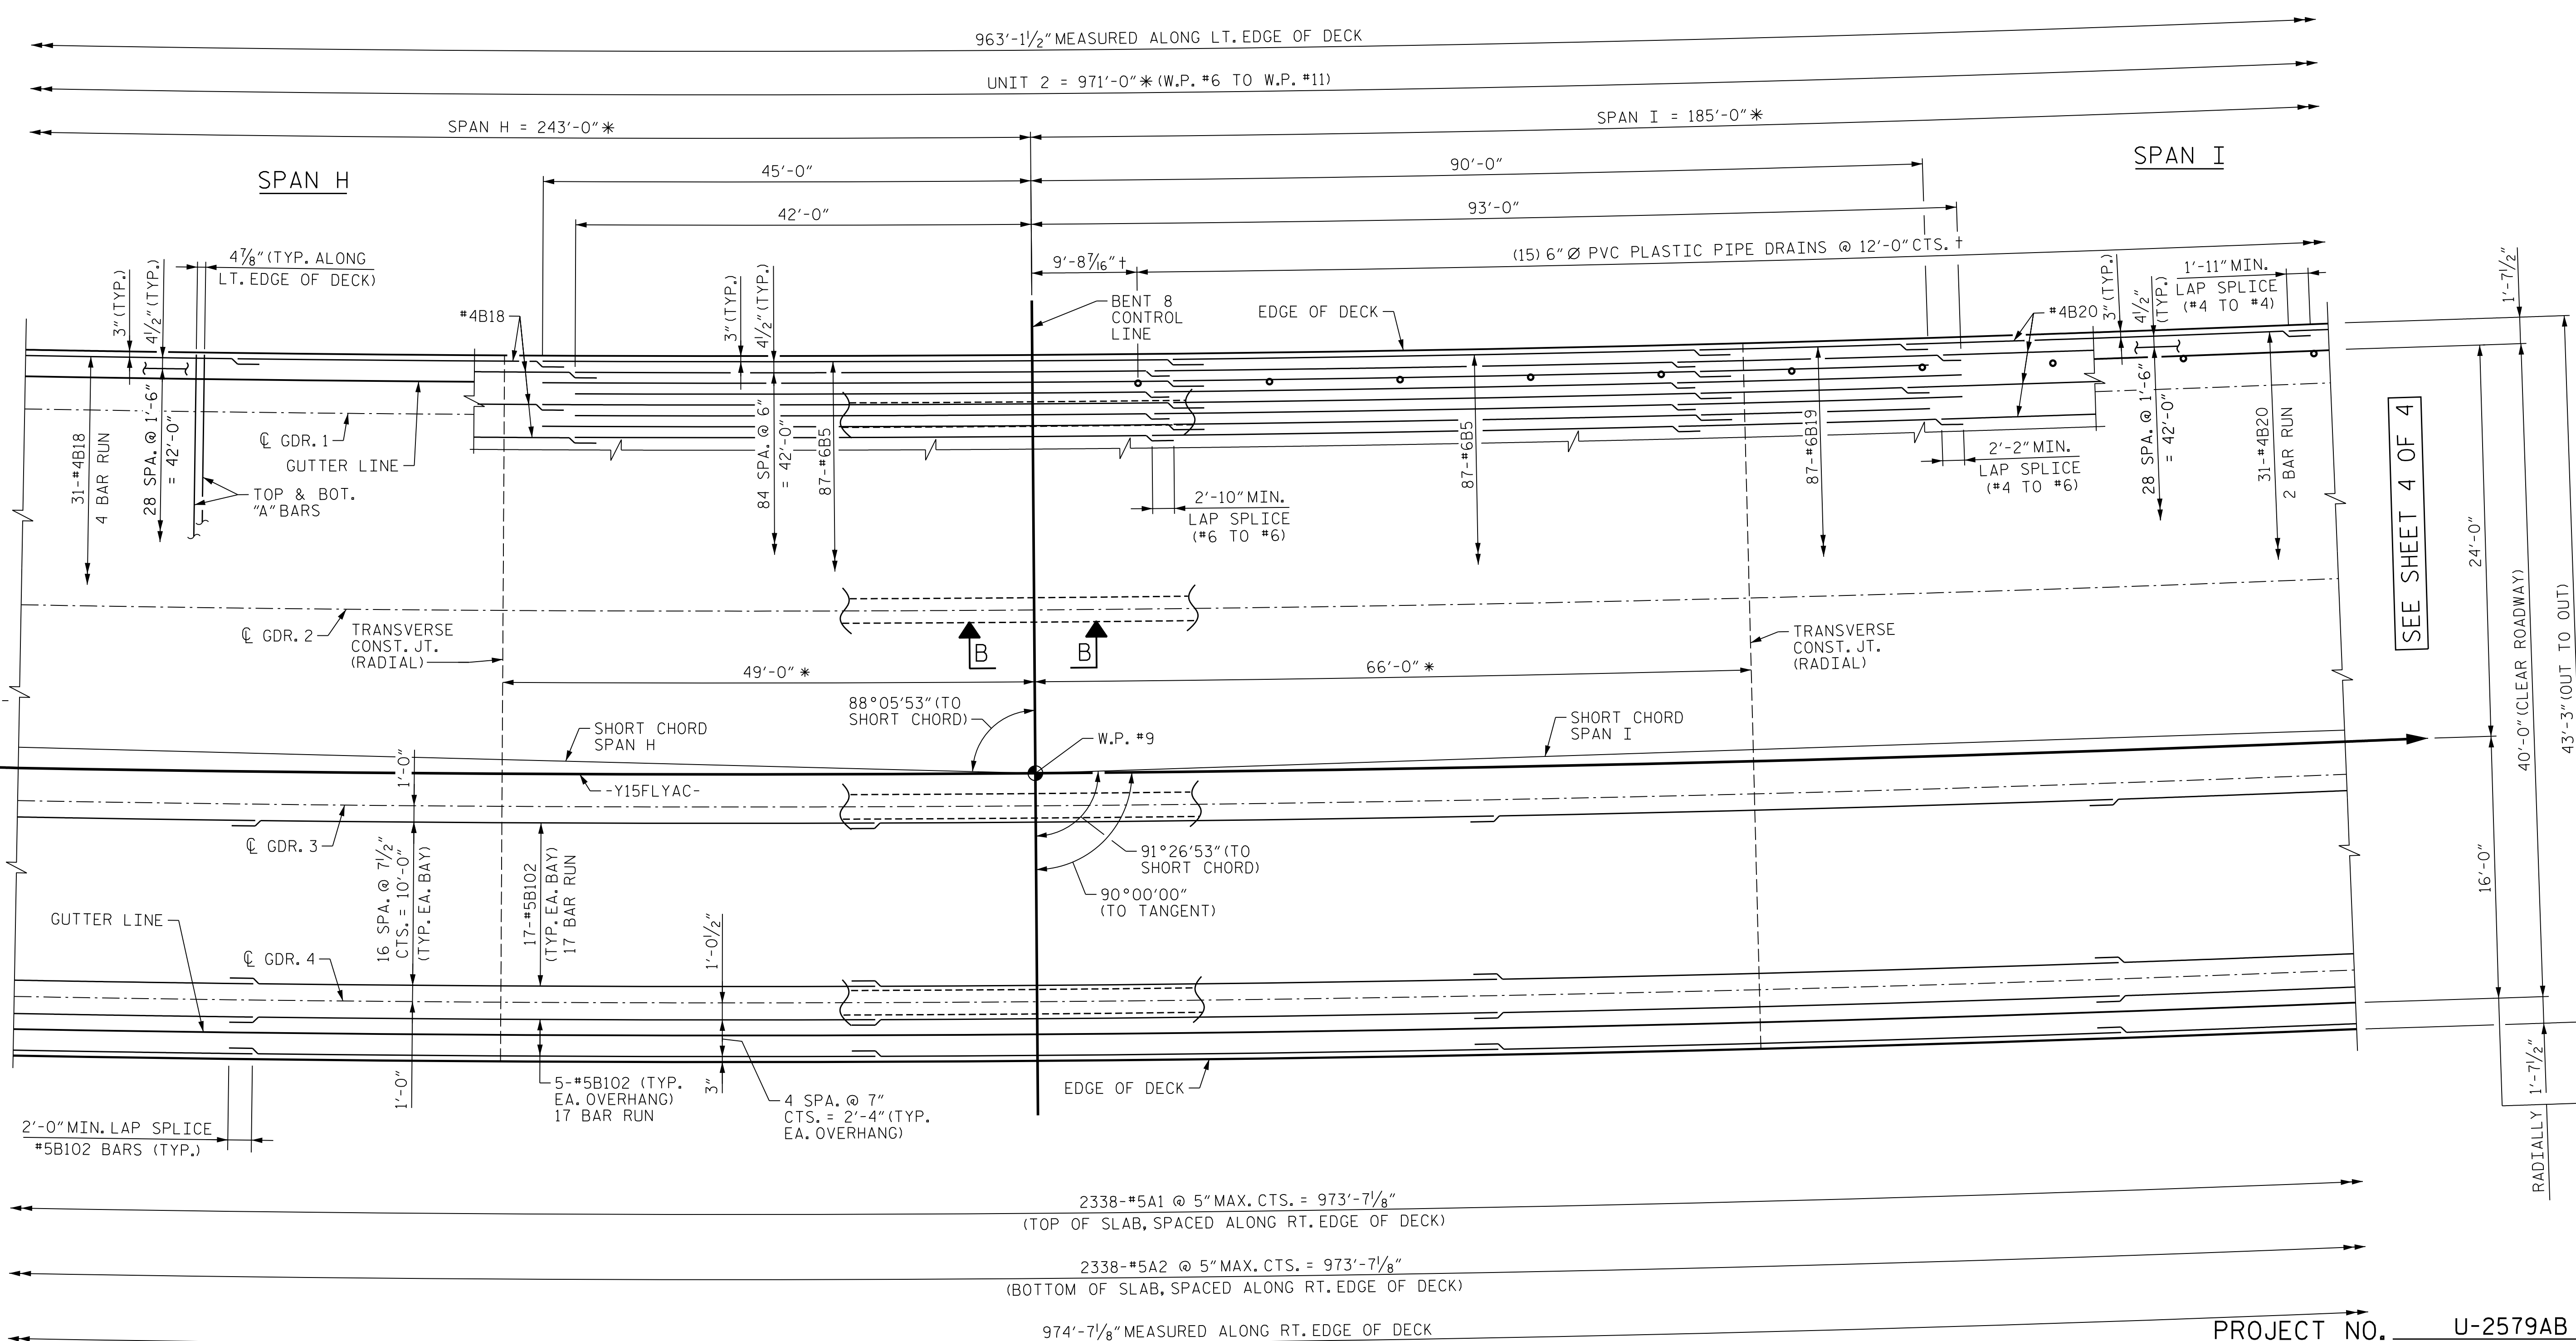 963'-1½" MEASURED ALONG LT. EDGE OF DECK
UNIT 2 = 971'-0"✳ (W.P. #6 TO W.P. #11)
SPAN H = 243'-0"✳
SPAN I = 185'-0"✳
SPAN H
SPAN I
45'-0"
90'-0"
42'-0"
93'-0"
9'-8⁷⁄₁₆" †
(15) 6" Ø PVC PLASTIC PIPE DRAINS @ 12'-0" CTS. †
4⅞" (TYP. ALONG
LT. EDGE OF DECK)
3" (TYP.)
4½" (TYP.)
3" (TYP.)
4½" (TYP.)
3" (TYP.)
4½"
(TYP.)
1'-11" MIN.
LAP SPLICE
(#4 TO #4)
1'-7½"
#4B18
BENT 8
CONTROL
LINE
EDGE OF DECK
#4B20
31-#4B18
4 BAR RUN
28 SPA. @ 1'-6"
= 42'-0"
℄ GDR. 1
GUTTER LINE
TOP & BOT.
"A" BARS
84 SPA. @ 6"
= 42'-0"
87-#6B5
87-#6B5
87-#6B19
2'-10" MIN.
LAP SPLICE
(#6 TO #6)
2'-2" MIN.
LAP SPLICE
(#4 TO #6)
28 SPA. @ 1'-6"
= 42'-0"
31-#4B20
2 BAR RUN
SEE SHEET 4 OF 4
24'-0"
40'-0" (CLEAR ROADWAY)
43'-3" (OUT TO OUT)
℄ GDR. 2
TRANSVERSE
CONST. JT.
(RADIAL)
B
B
TRANSVERSE
CONST. JT.
(RADIAL)
49'-0" ✳
66'-0" ✳
88°05'53" (TO
SHORT CHORD)
SHORT CHORD
SPAN H
W.P. #9
SHORT CHORD
SPAN I
1'-0"
-Y15FLYAC-
℄ GDR. 3
91°26'53" (TO
SHORT CHORD)
90°00'00"
(TO TANGENT)
16 SPA. @ 7½"
CTS. = 10'-0"
(TYP. EA. BAY)
17-#5B102
(TYP. EA. BAY)
17 BAR RUN
16'-0"
GUTTER LINE
℄ GDR. 4
1'-0½"
1'-0"
3"
5-#5B102 (TYP.
EA. OVERHANG)
17 BAR RUN
4 SPA. @ 7"
CTS. = 2'-4" (TYP.
EA. OVERHANG)
EDGE OF DECK
1'-7½"
RADIALLY
2'-0" MIN. LAP SPLICE
#5B102 BARS (TYP.)
2338-#5A1 @ 5" MAX. CTS. = 973'-7⅛"
(TOP OF SLAB, SPACED ALONG RT. EDGE OF DECK)
2338-#5A2 @ 5" MAX. CTS. = 973'-7⅛"
(BOTTOM OF SLAB, SPACED ALONG RT. EDGE OF DECK)
974'-7⅛" MEASURED ALONG RT. EDGE OF DECK
PROJECT NO. U-2579AB